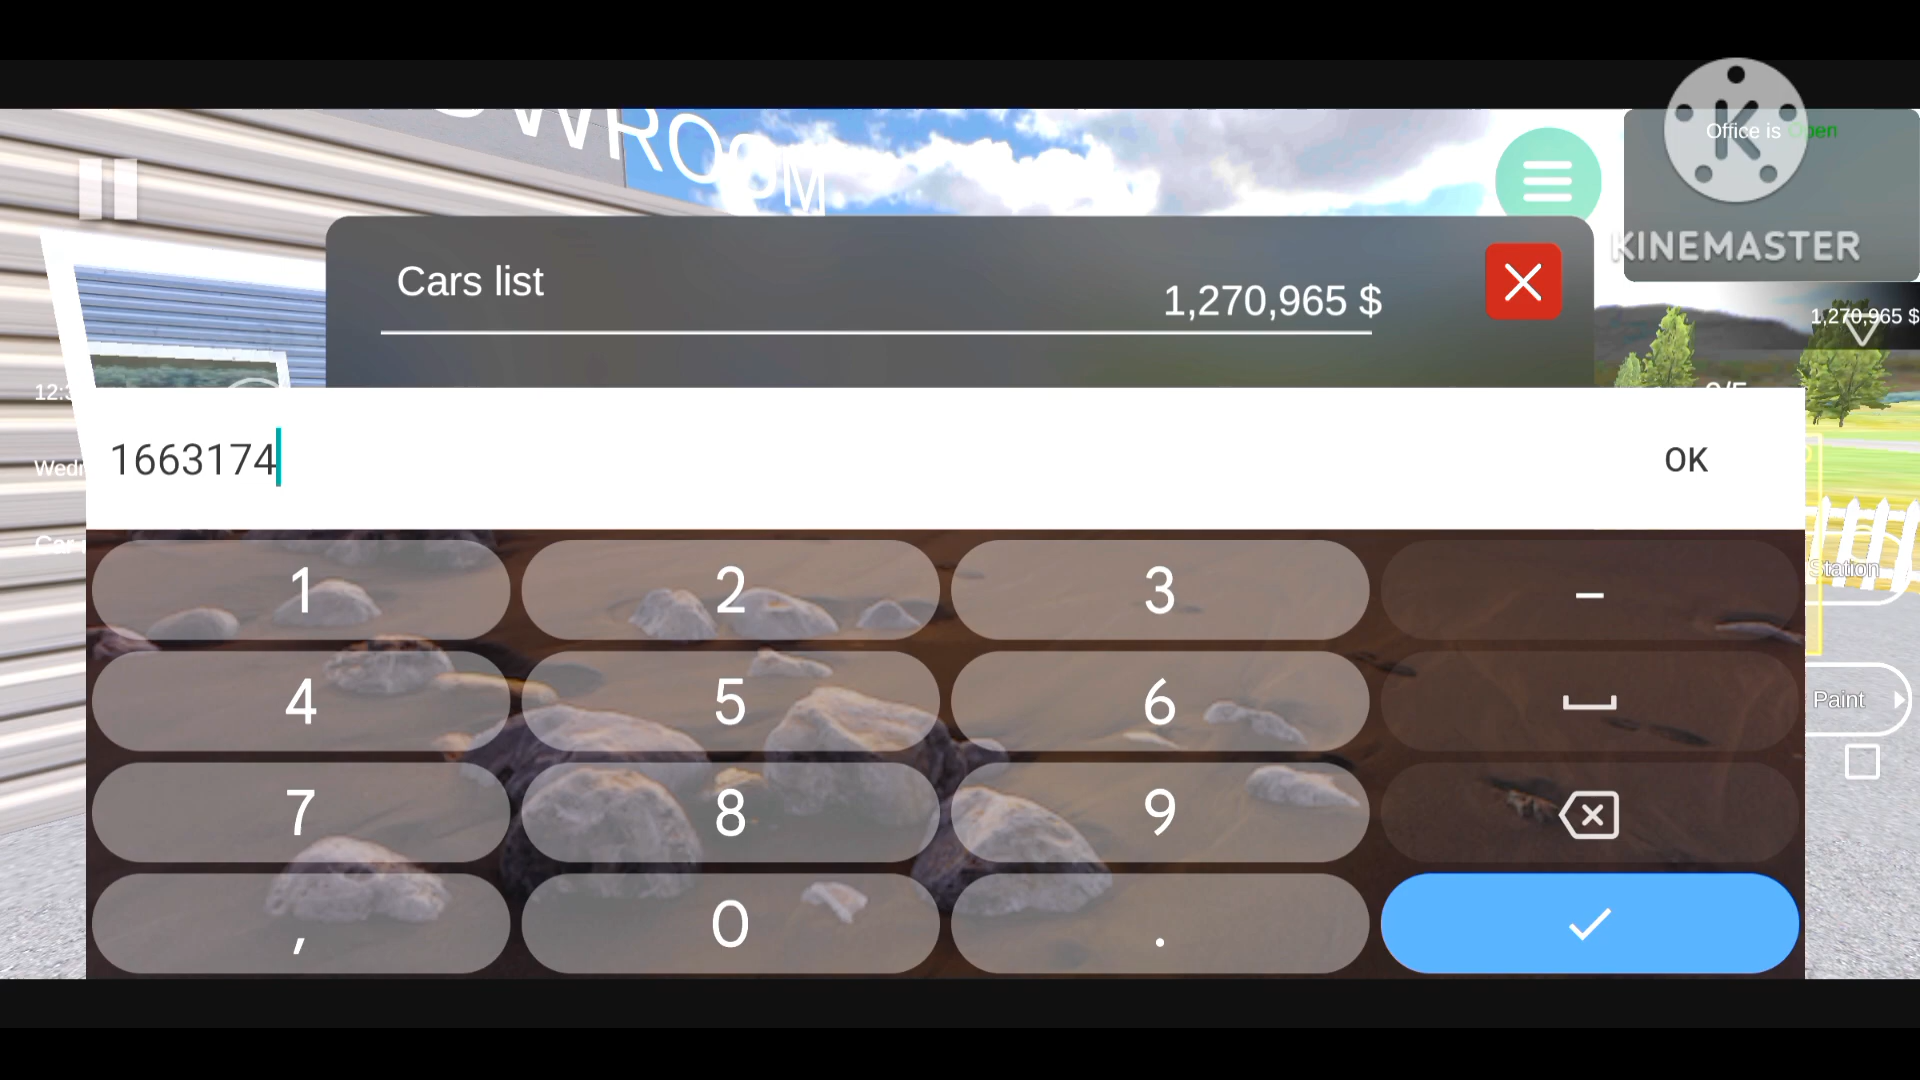 OWROOM
Office is Open
K
KINEMASTER
Cars list
1,270,965 $
1,270,965 $
1663174
OK
Station
1
2
3
–
4
5
6
Paint
7
8
9
,
0
.